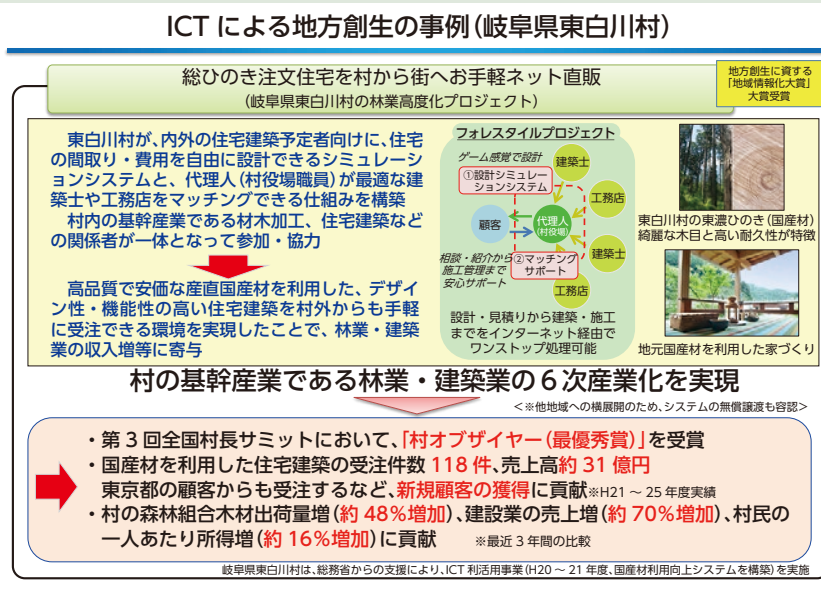 ICTによる地方創生の事例(岐阜県東白川村)
総ひのき注文住宅を村から街へお手軽ネット直販
(岐阜県東白川村の林業高度化プロジェクト)
地方創生に資する
「地域情報化大賞」
大賞受賞
東白川村が、内外の住宅建築予定者向けに、住宅
の間取り・費用を自由に設計できるシミュレーシ
ョンシステムと、代理人(村役場職員)が最適な建
築士や工務店をマッチングできる仕組みを構築
村内の基幹産業である材木加工、住宅建築など
の関係者が一体となって参加・協力
高品質で安価な産直国産材を利用した、デザイ
ン性・機能性の高い住宅建築を村外からも手軽
に受注できる環境を実現したことで、林業・建築
業の収入増等に寄与
フォレスタイルプロジェクト
ゲーム感覚で設計
建築士
①設計シミュレー
ションシステム
工務店
顧客
代理人
(村役場)
建築士
相談・紹介から
施工管理まで
安心サポート
②マッチング
サポート
工務店
設計・見積りから建築・施工
までをインターネット経由で
ワンストップ処理可能
東白川村の東濃ひのき(国産材)
綺麗な木目と高い耐久性が特徴
地元国産材を利用した家づくり
村の基幹産業である林業・建築業の6次産業化を実現
<※他地域への横展開のため、システムの無償譲渡も容認>
・第3回全国村長サミットにおいて、「村オブザイヤー(最優秀賞)」を受賞
・国産材を利用した住宅建築の受注件数118件、売上高約31億円
東京都の顧客からも受注するなど、新規顧客の獲得に貢献※H21～25年度実績
・村の森林組合木材出荷量増(約48%増加)、建設業の売上増(約70%増加)、村民の
一人あたり所得増(約16%増加)に貢献 ※最近3年間の比較
岐阜県東白川村は、総務省からの支援により、ICT利活用事業(H20～21年度、国産材利用向上システムを構築)を実施